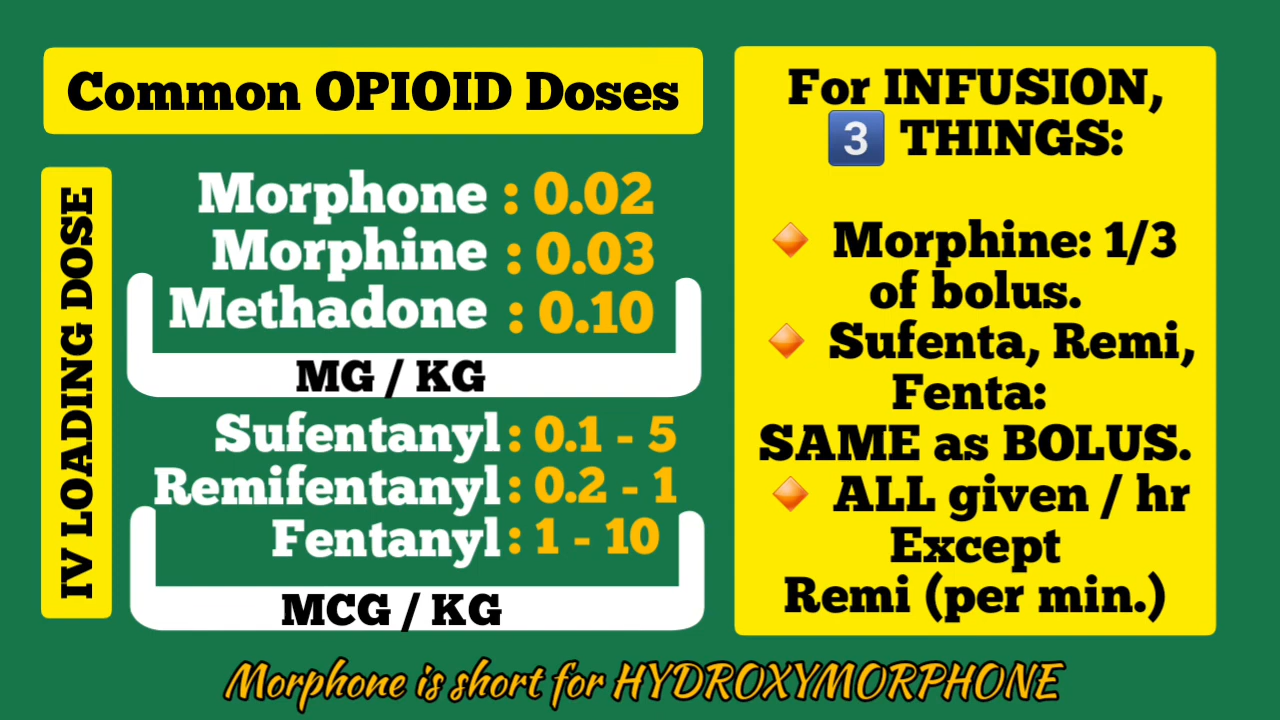 Common OPIOID Doses
IV LOADING DOSE
Morphone : 0.02
Morphine : 0.03
Methadone : 0.10
MG / KG
Sufentanyl : 0.1 - 5
Remifentanyl : 0.2 - 1
Fentanyl : 1 - 10
MCG / KG
For INFUSION,
3 THINGS:
Morphine: 1/3
of bolus.
Sufenta, Remi,
Fenta:
SAME as BOLUS.
ALL given / hr
Except
Remi (per min.)
Morphone is short for HYDROXYMORPHONE